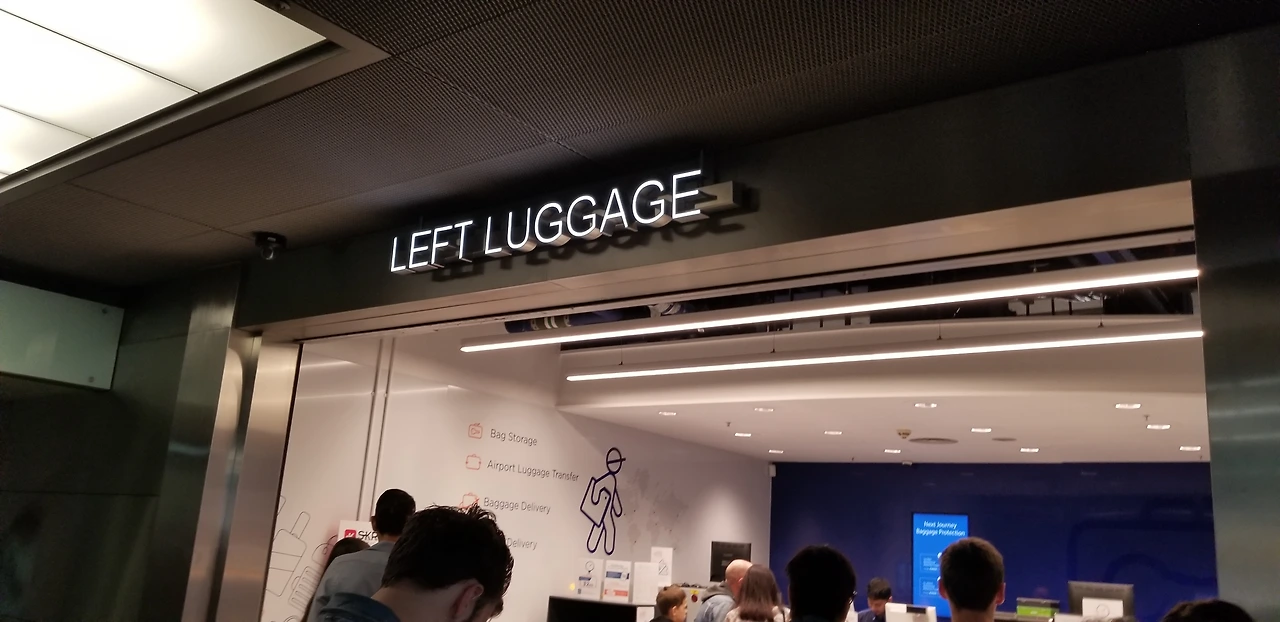 LEFT LUGGAGE
Bag Storage
Airport Luggage Transfer
Baggage Delivery
Delivery
Next Journey
Baggage Protection